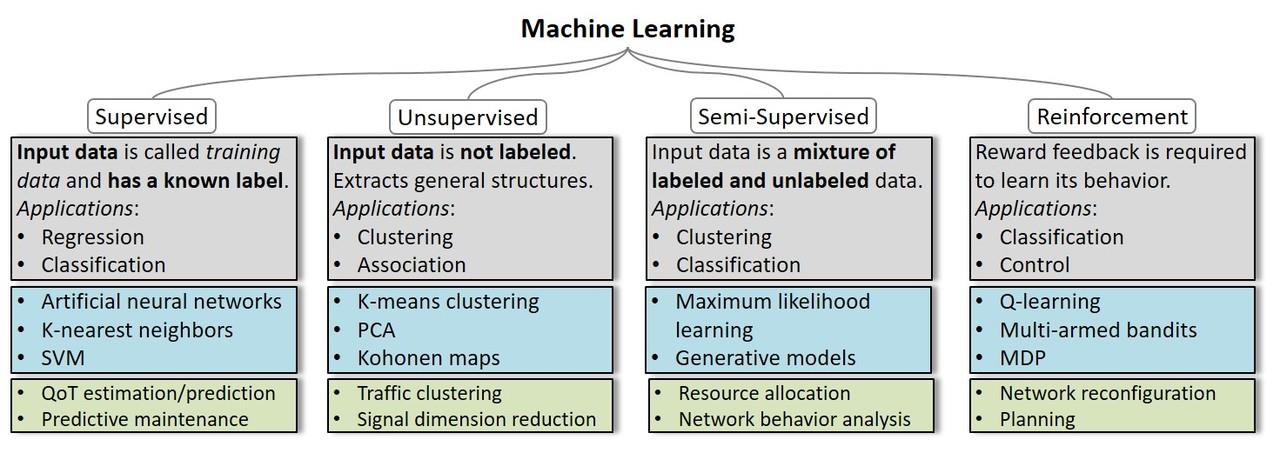 Machine Learning
Supervised
Input data is called training
data and has a known label.
Applications:
• Regression
• Classification
• Artificial neural networks
• K-nearest neighbors
• SVM
• QoT estimation/prediction
• Predictive maintenance
Unsupervised
Input data is not labeled.
Extracts general structures.
Applications:
• Clustering
• Association
• K-means clustering
• PCA
• Kohonen maps
• Traffic clustering
• Signal dimension reduction
Semi-Supervised
Input data is a mixture of
labeled and unlabeled data.
Applications:
• Clustering
• Classification
• Maximum likelihood
learning
• Generative models
• Resource allocation
• Network behavior analysis
Reinforcement
Reward feedback is required
to learn its behavior.
Applications:
• Classification
• Control
• Q-learning
• Multi-armed bandits
• MDP
• Network reconfiguration
• Planning